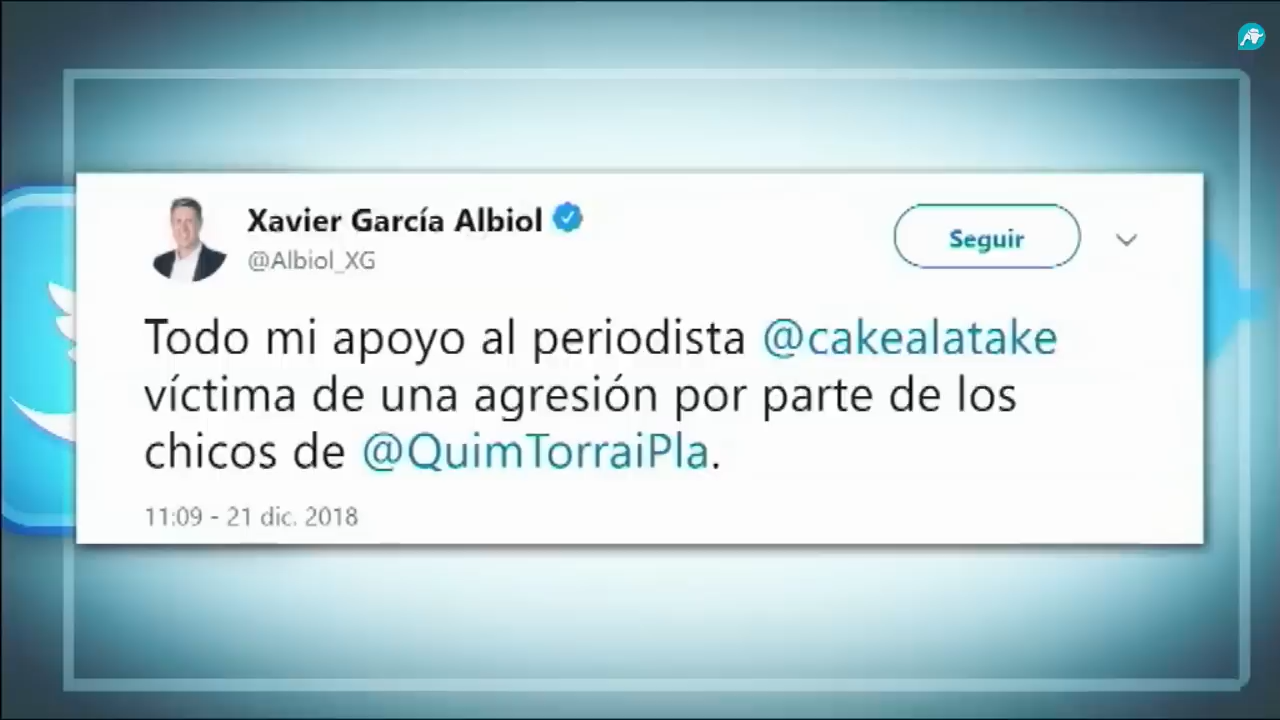 Xavier García Albiol
@Albiol_XG
Seguir
Todo mi apoyo al periodista @cakealatake
víctima de una agresión por parte de los
chicos de @QuimTorraiPla.
11:09 - 21 dic. 2018